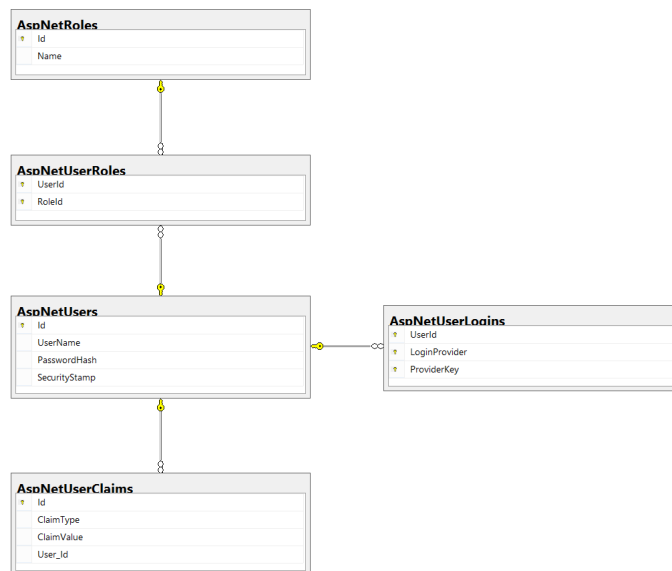 AspNetRoles
Id
Name
AspNetUserRoles
UserId
RoleId
AspNetUsers
Id
UserName
PasswordHash
SecurityStamp
AspNetUserLogins
UserId
LoginProvider
ProviderKey
AspNetUserClaims
Id
ClaimType
ClaimValue
User_Id